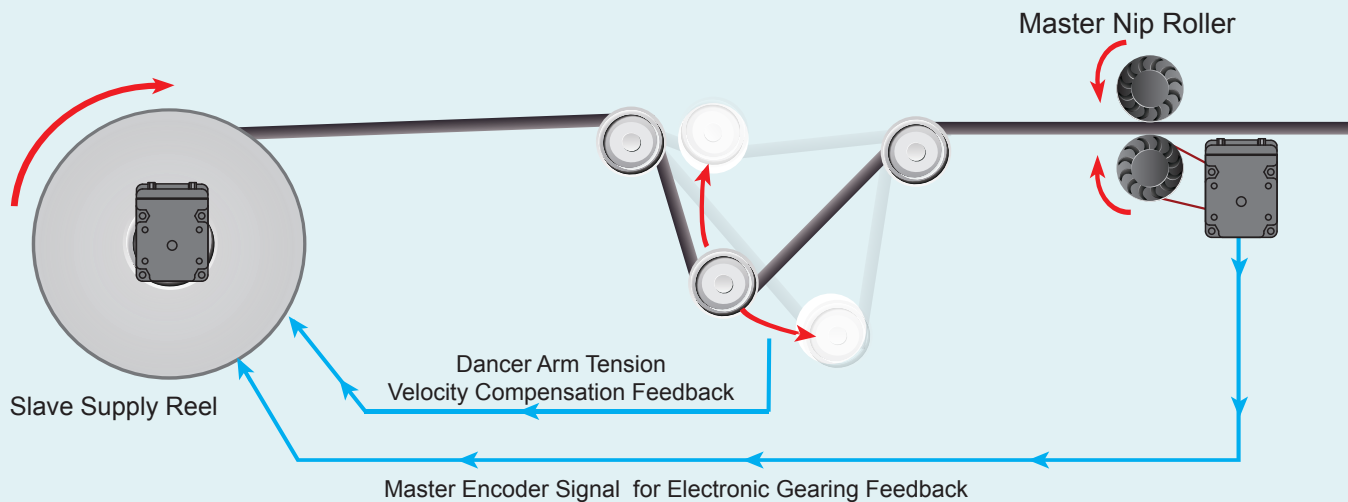 Master Nip Roller
Dancer Arm Tension
Velocity Compensation Feedback
Slave Supply Reel
Master Encoder Signal  for Electronic Gearing Feedback